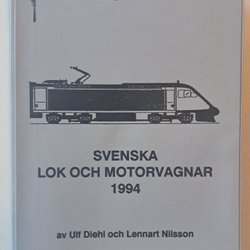 SVENSKA
LOK OCH MOTORVAGNAR
1994
av Ulf Diehl och Lennart Nilsson